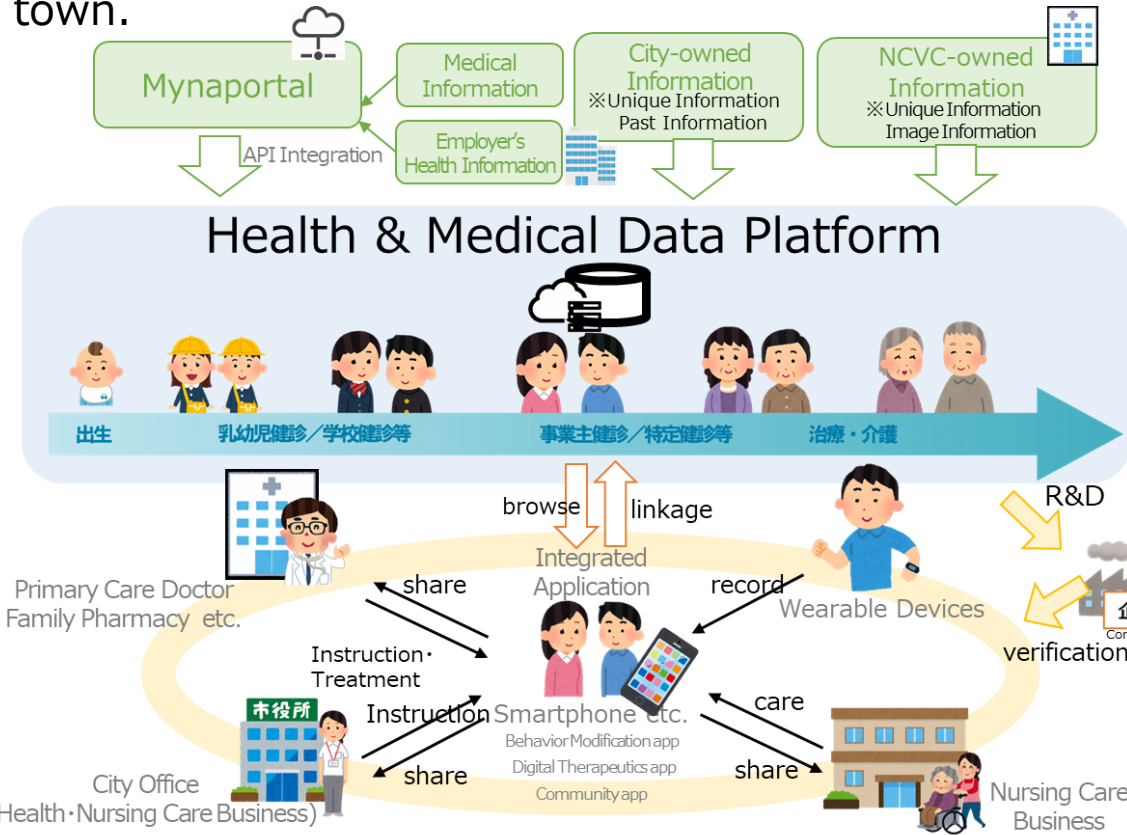 town.
Mynaportal
Medical
Information
Employer's
Health Information
City-owned
Information
※Unique Information
Past Information
NCVC-owned
Information
※Unique Information
Image Information
API Integration
Health & Medical Data Platform
出生
乳幼児健診／学校健診等
事業主健診／特定健診等
治療・介護
browse
linkage
R&D
Integrated
Application
Primary Care Doctor
Family Pharmacy etc.
share
record
Wearable Devices
企
Con
verification
Instruction・
Treatment
市役所
Instruction
Smartphone etc.
care
Behavior Modification app
Digital Therapeutics app
Community app
share
share
City Office
Health・Nursing Care Business)
Nursing Care
Business